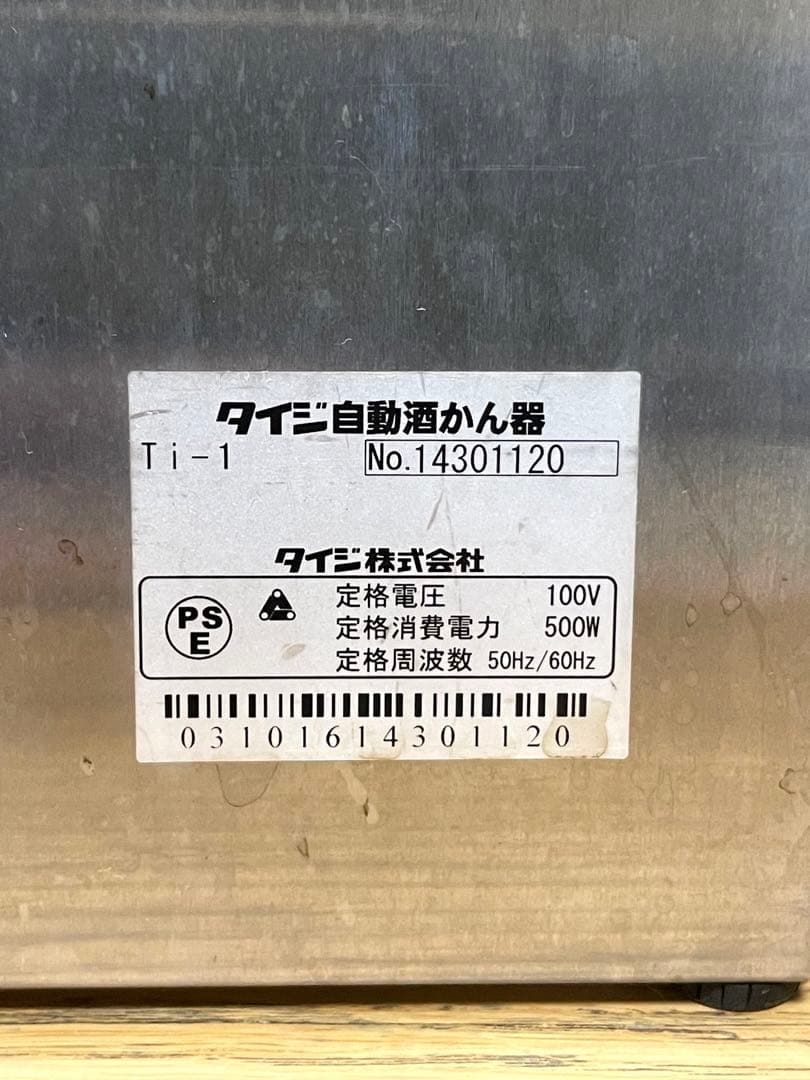 タイジ自動酒かん器
Ti-1 No.14301120
タイジ株式会社
PS
E
定格電圧 100V
定格消費電力 500W
定格周波数 50Hz/60Hz
03101614301120